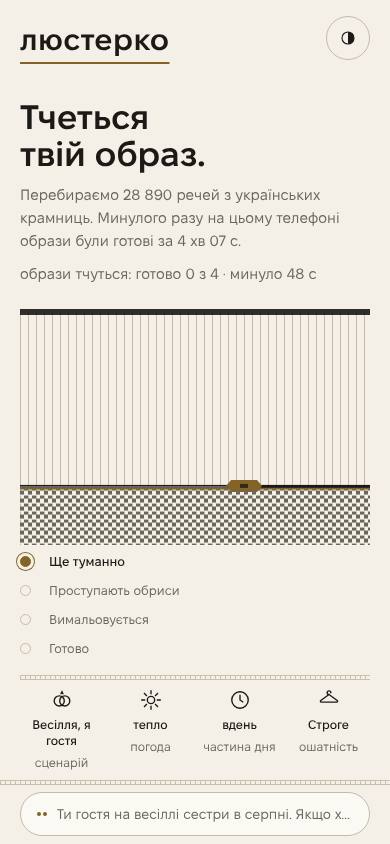 люстерко
Тчеться
твій образ.
Перебираємо 28 890 речей з українських
крамниць. Минулого разу на цьому телефоні
образи були готові за 4 хв 07 с.
образи тчуться: готово 0 з 4 · минуло 48 с
Ще туманно
Проступають обриси
Вимальовується
Готово
Весілля, я
гостя
сценарій
тепло
погода
вдень
частина дня
Строге
ошатність
Ти гостя на весіллі сестри в серпні. Якщо х...